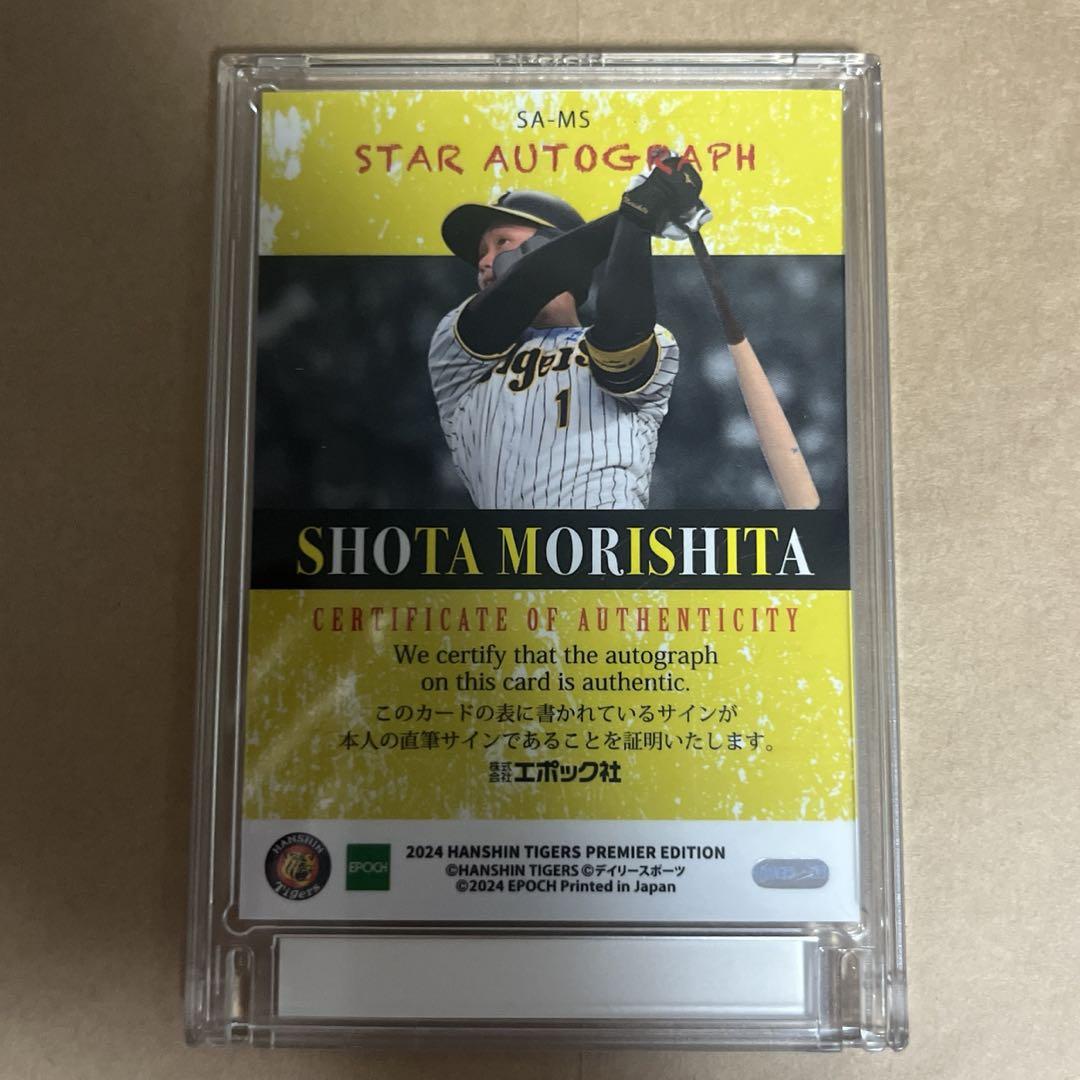 SA-MS
STAR AUTOGRAPH
Tigers
1
SHOTA MORISHITA
CERTIFICATE OF AUTHENTICITY
We certify that the autograph
on this card is authentic.
このカードの表に書かれているサインが
本人の直筆サインであることを証明いたします。
株式会社エポック社
HANSHIN
Tigers
EPOCH
2024 HANSHIN TIGERS PREMIER EDITION
©HANSHIN TIGERS ©デイリースポーツ
©2024 EPOCH Printed in Japan